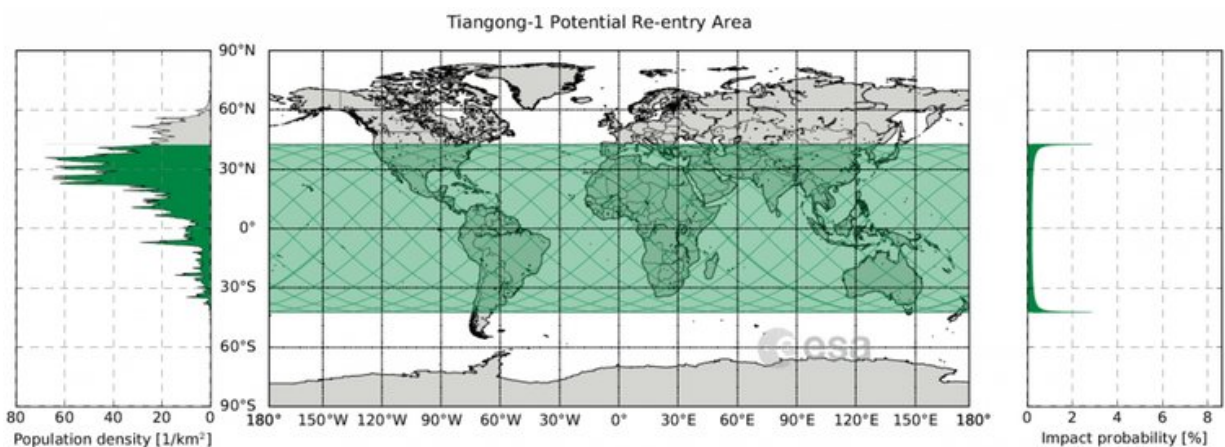 Tiangong-1 Potential Re-entry Area
90°N
60°N
30°N
0°
30°S
60°S
90°S
80 60 40 20 0
Population density [1/km²]
180° 150°W 120°W 90°W 60°W 30°W 0° 30°E 60°E 90°E 120°E 150°E 180°
esa
0 2 4 6 8
Impact probability [%]